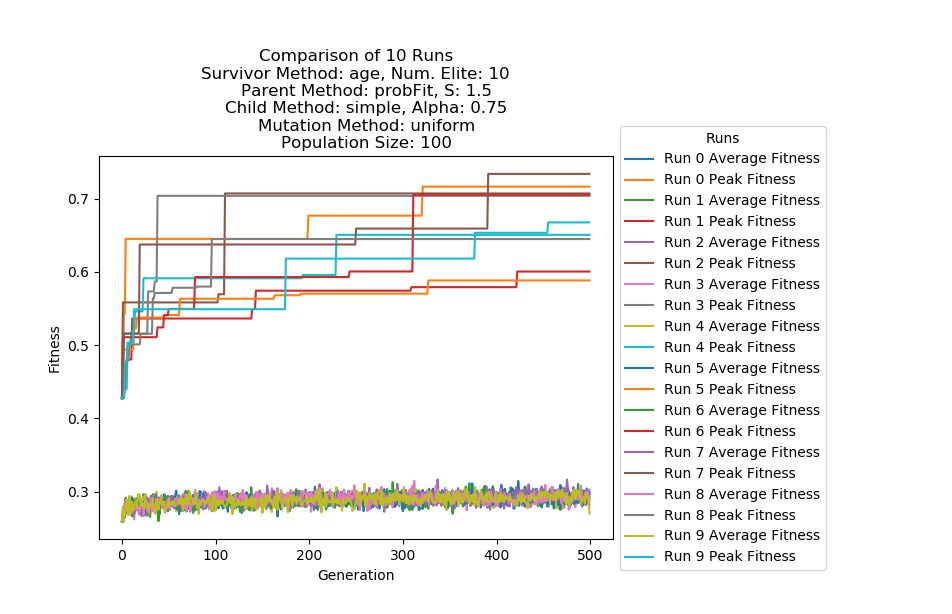 Comparison of 10 Runs
Survivor Method: age, Num. Elite: 10
Parent Method: probFit, S: 1.5
Child Method: simple, Alpha: 0.75
Mutation Method: uniform
Population Size: 100
Runs
Run 0 Average Fitness
Run 0 Peak Fitness
Run 1 Average Fitness
Run 1 Peak Fitness
Run 2 Average Fitness
Run 2 Peak Fitness
Run 3 Average Fitness
Run 3 Peak Fitness
Run 4 Average Fitness
Run 4 Peak Fitness
Run 5 Average Fitness
Run 5 Peak Fitness
Run 6 Average Fitness
Run 6 Peak Fitness
Run 7 Average Fitness
Run 7 Peak Fitness
Run 8 Average Fitness
Run 8 Peak Fitness
Run 9 Average Fitness
Run 9 Peak Fitness
Fitness
0.7
0.6
0.5
0.4
0.3
0 100 200 300 400 500
Generation